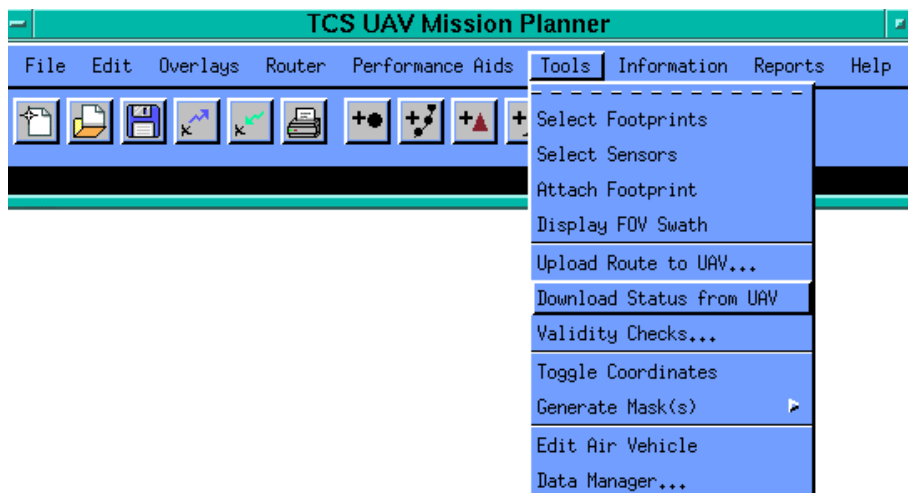 TCS UAV Mission Planner
File Edit Overlays Router Performance Aids Tools Information Reports Help
Select Footprints
Select Sensors
Attach Footprint
Display FOV Swath
Upload Route to UAV...
Download Status from UAV
Validity Checks...
Toggle Coordinates
Generate Mask(s)
Edit Air Vehicle
Data Manager...